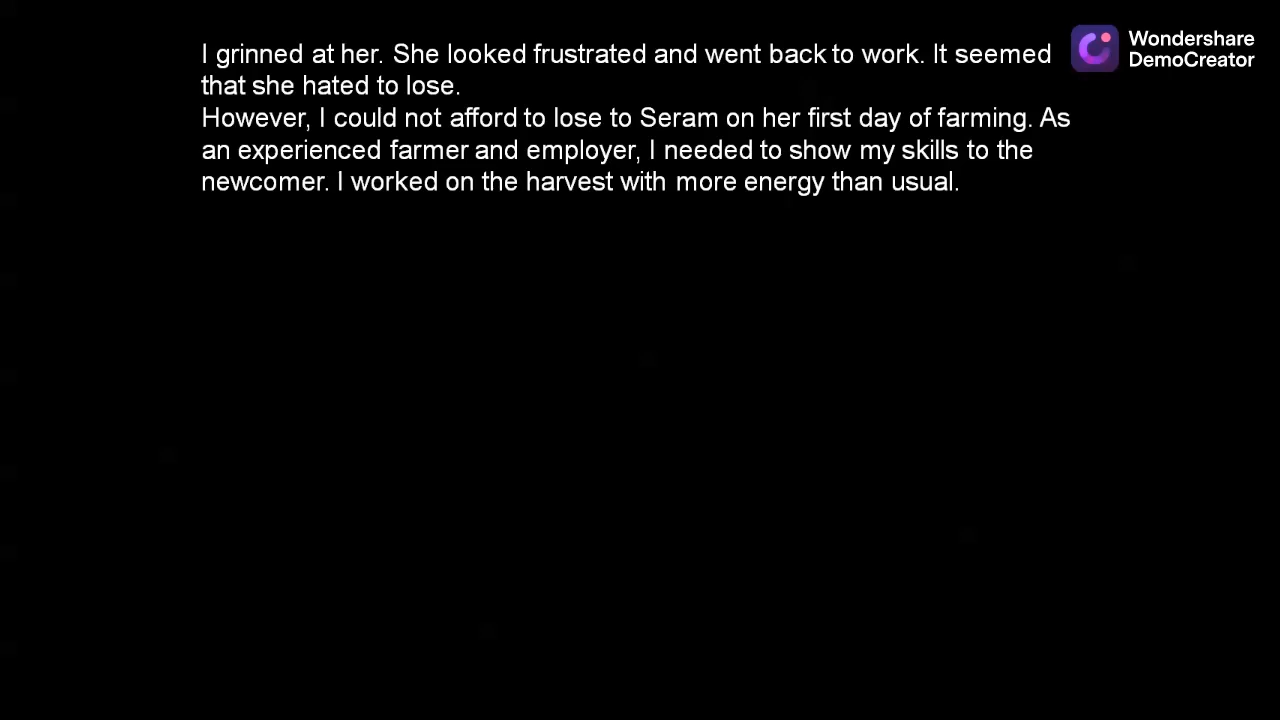 I grinned at her. She looked frustrated and went back to work. It seemed
that she hated to lose.
However, I could not afford to lose to Seram on her first day of farming. As
an experienced farmer and employer, I needed to show my skills to the
newcomer. I worked on the harvest with more energy than usual.
Wondershare
DemoCreator